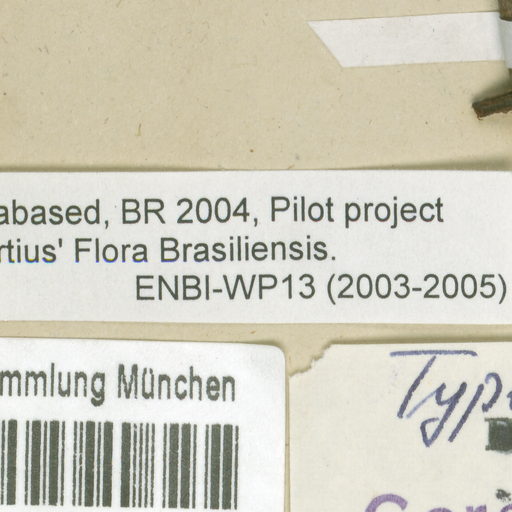 abased, BR 2004, Pilot project
rtius' Flora Brasiliensis.
ENBI-WP13 (2003-2005)
mmlung München